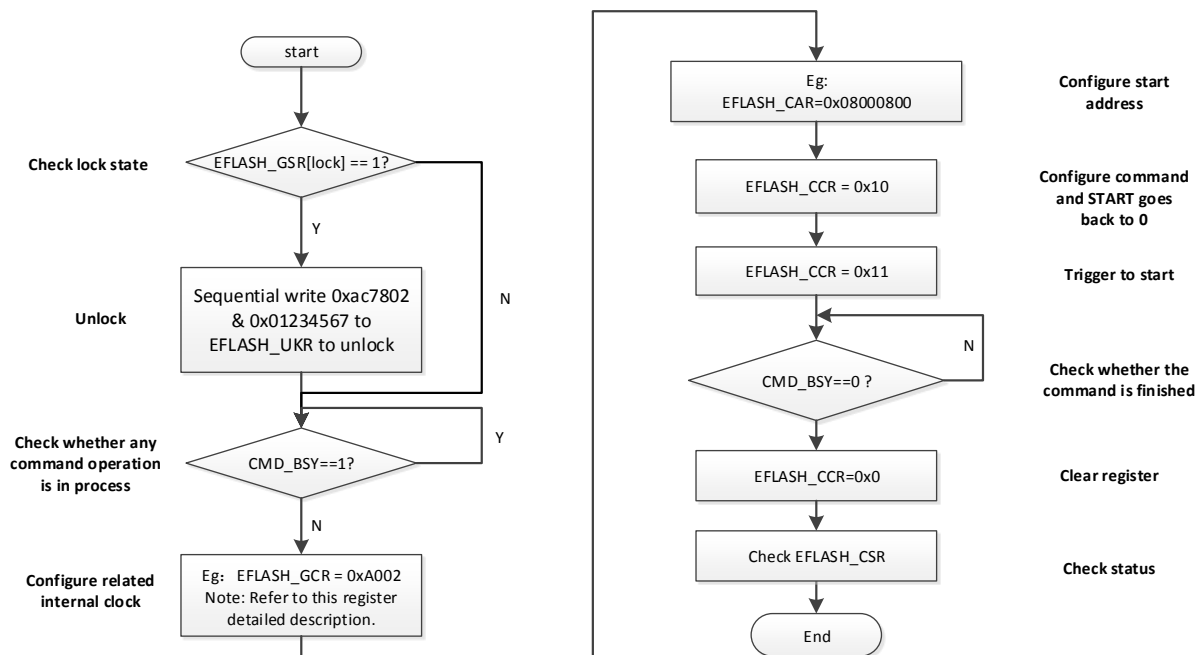 start
Check lock state
EFLASH_GSR[lock] == 1?
Y
N
Unlock
Sequential write 0xac7802
& 0x01234567 to
EFLASH_UKR to unlock
Check whether any
command operation
is in process
CMD_BSY==1?
Y
N
Configure related
internal clock
Eg: EFLASH_GCR = 0xA002
Note: Refer to this register
detailed description.
Eg:
EFLASH_CAR=0x08000800
Configure start
address
EFLASH_CCR = 0x10
Configure command
and START goes
back to 0
EFLASH_CCR = 0x11
Trigger to start
N
CMD_BSY==0 ?
Check whether the
command is finished
EFLASH_CCR=0x0
Clear register
Check EFLASH_CSR
Check status
End